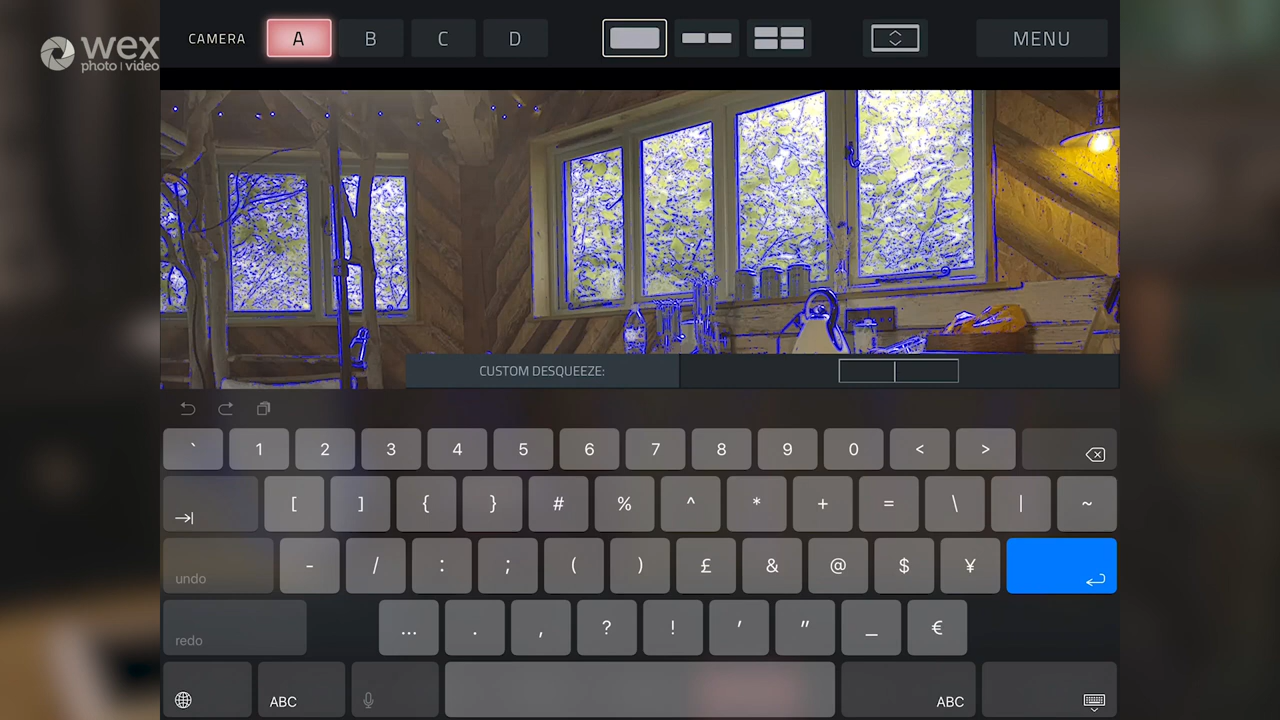 wex
photo | video
CAMERA A B C D MENU
CUSTOM DESQUEEZE:
` 1 2 3 4 5 6 7 8 9 0 < >
[ ] { } # % ^ * + = \ | ~
undo - / : ; ( ) £ & @ $ ¥
redo ... . , ? ! ' " _ €
ABC ABC